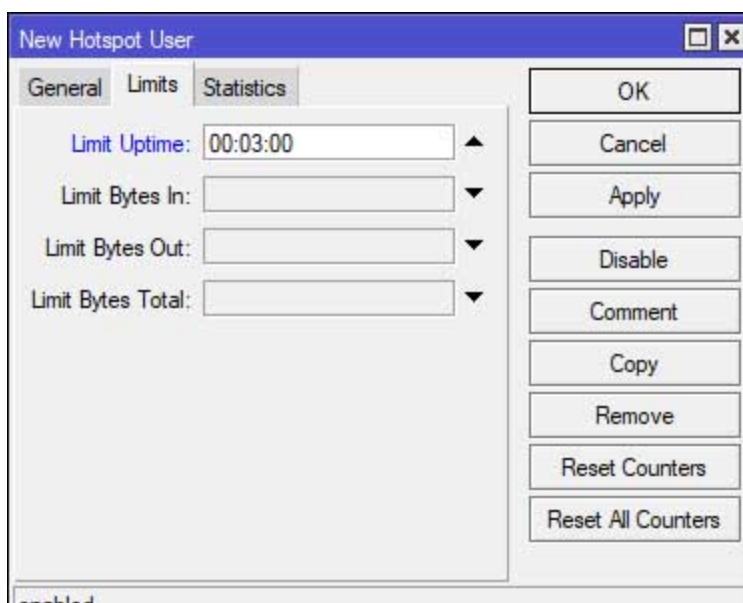 New Hotspot User
General Limits Statistics
Limit Uptime: 00:03:00
Limit Bytes In:
Limit Bytes Out:
Limit Bytes Total:
OK
Cancel
Apply
Disable
Comment
Copy
Remove
Reset Counters
Reset All Counters
enabled